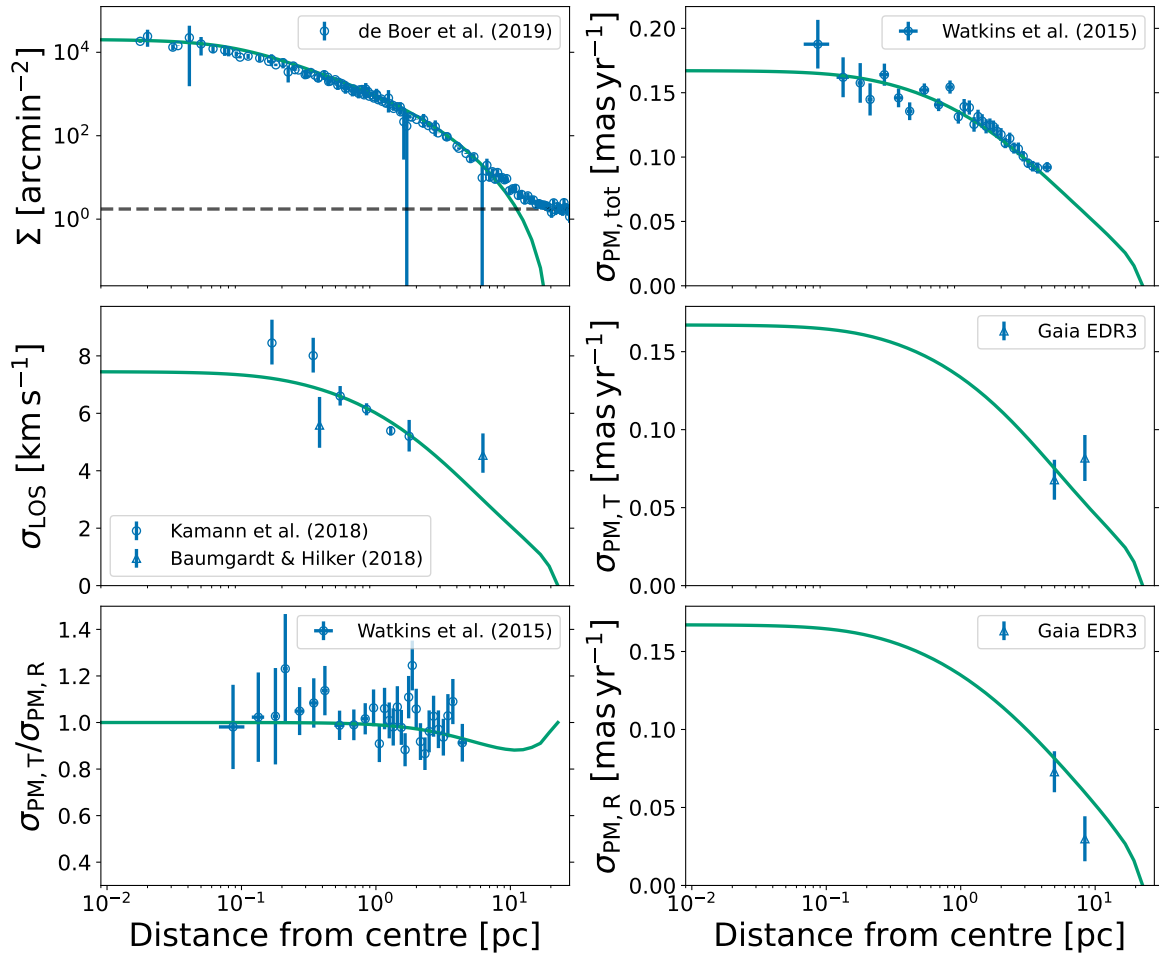 de Boer et al. (2019)
Σ [arcmin⁻²]
10⁴
10²
10⁰
Watkins et al. (2015)
σ_PM, tot [mas yr⁻¹]
0.20
0.15
0.10
0.05
0.00
σ_LOS [km s⁻¹]
8
6
4
2
0
Kamann et al. (2018)
Baumgardt & Hilker (2018)
Gaia EDR3
σ_PM, T [mas yr⁻¹]
0.15
0.10
0.05
0.00
Watkins et al. (2015)
σ_PM, T/σ_PM, R
1.4
1.2
1.0
0.8
0.6
0.4
10⁻² 10⁻¹ 10⁰ 10¹
Distance from centre [pc]
Gaia EDR3
σ_PM, R [mas yr⁻¹]
0.15
0.10
0.05
0.00
10⁻² 10⁻¹ 10⁰ 10¹
Distance from centre [pc]